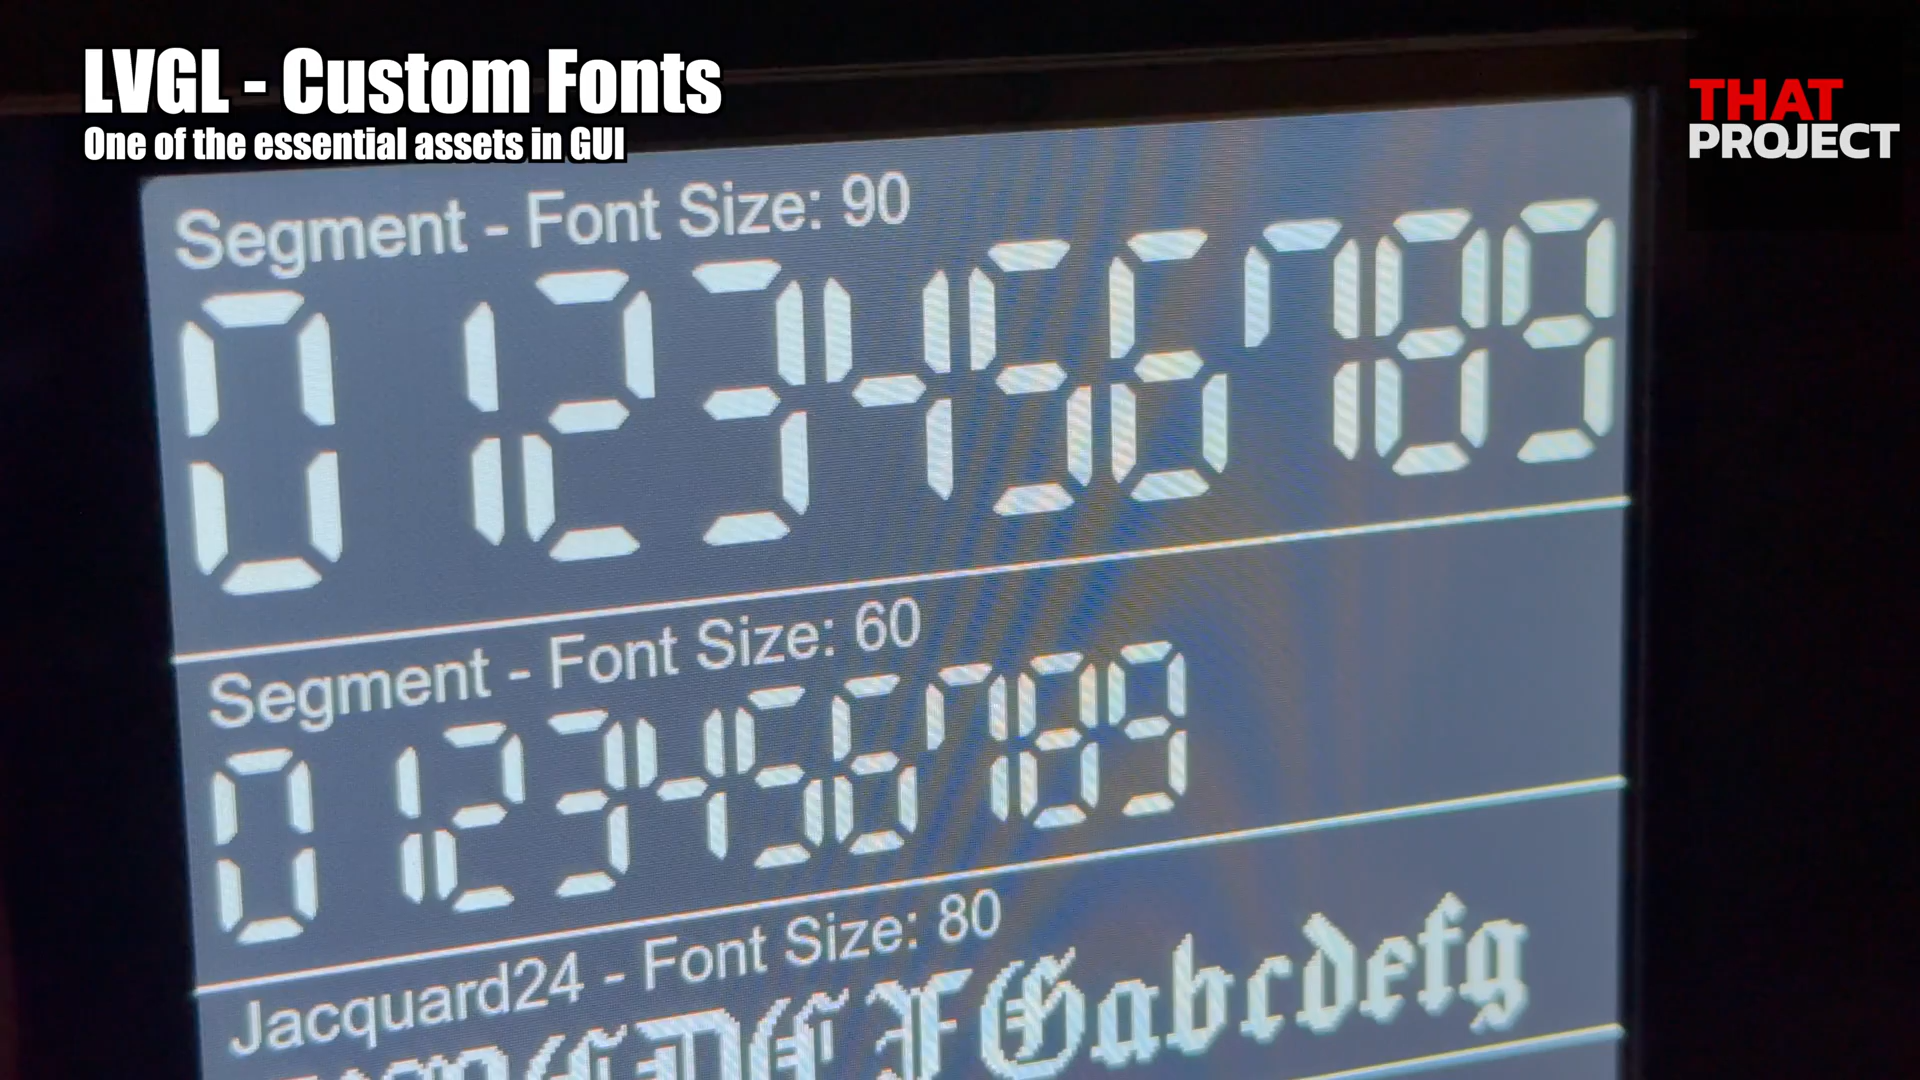 LVGL - Custom Fonts
One of the essential assets in GUI
THAT
PROJECT
Segment - Font Size: 90
0123456789
Segment - Font Size: 60
0123456789
Jacquard24 - Font Size: 80
ABCDEFGabcdefg